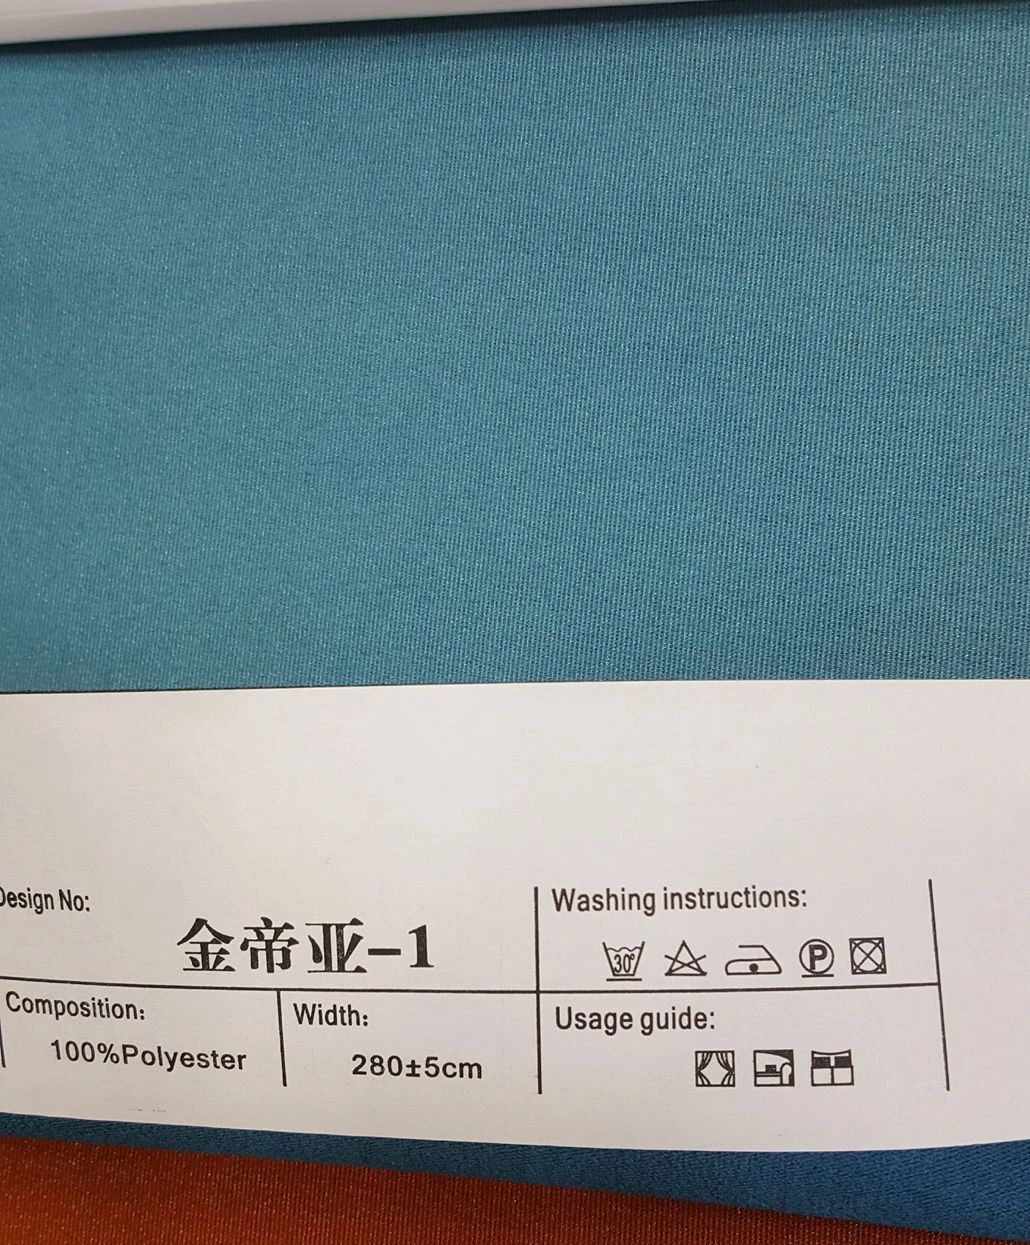 Design No:
金帝亚-1
Washing instructions:
30°
P
Composition:
100%Polyester
Width:
280±5cm
Usage guide: